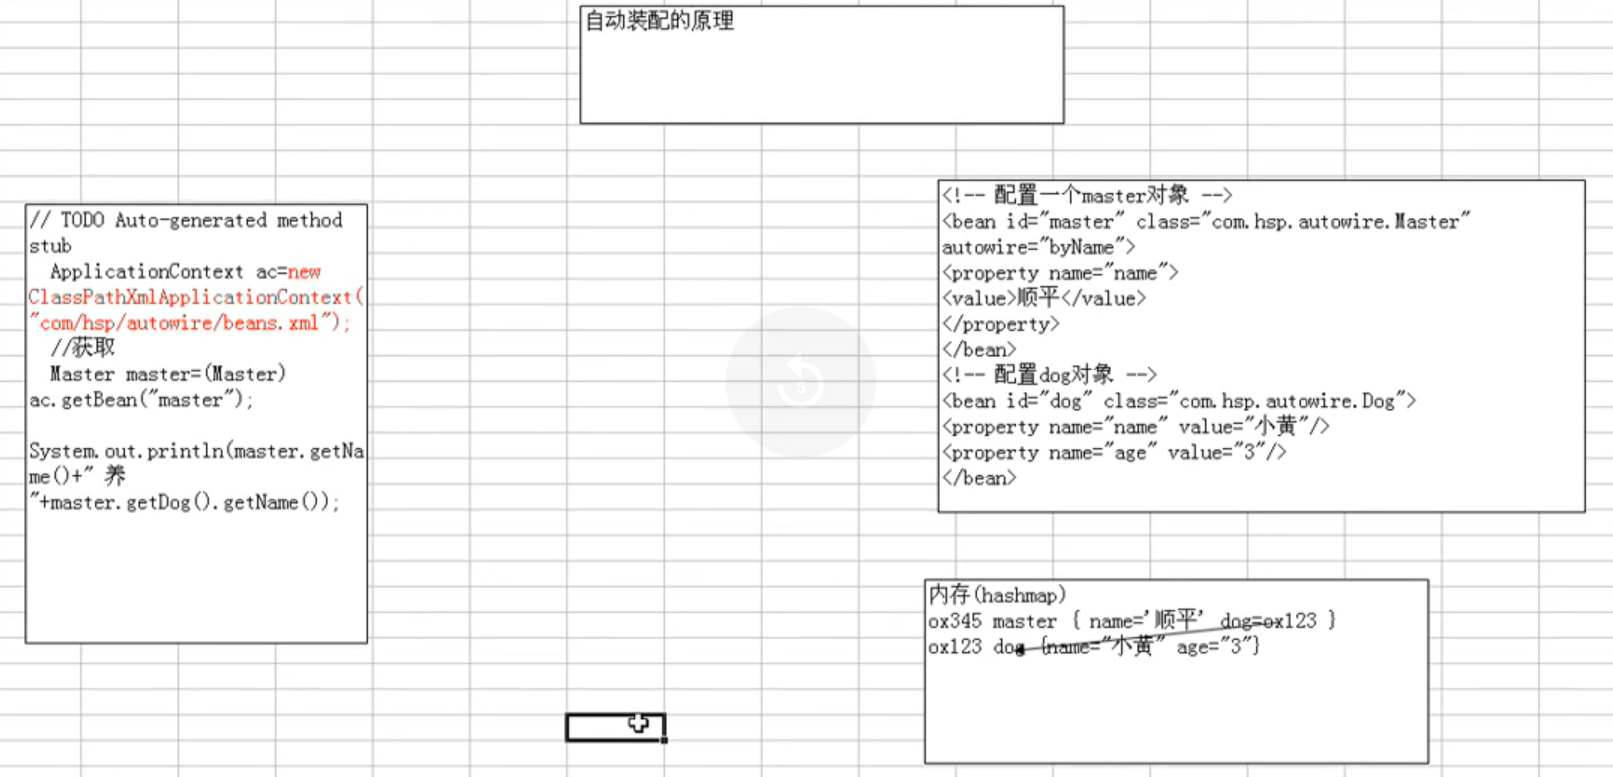 自动装配的原理
// TODO Auto-generated method
stub
ApplicationContext ac=new
ClassPathXmlApplicationContext(
"com/hsp/autowire/beans.xml");
//获取
Master master=(Master)
ac.getBean("master");
System.out.println(master.getNa
me()+" 养
"+master.getDog().getName());
<!-- 配置一个master对象 -->
<bean id="master" class="com.hsp.autowire.Master"
autowire="byName">
<property name="name">
<value>顺平</value>
</property>
</bean>
<!-- 配置dog对象 -->
<bean id="dog" class="com.hsp.autowire.Dog">
<property name="name" value="小黄"/>
<property name="age" value="3"/>
</bean>
内存(hashmap)
ox345 master { name='顺平' dog=ox123 }
ox123 dog {name="小黄" age="3"}
5